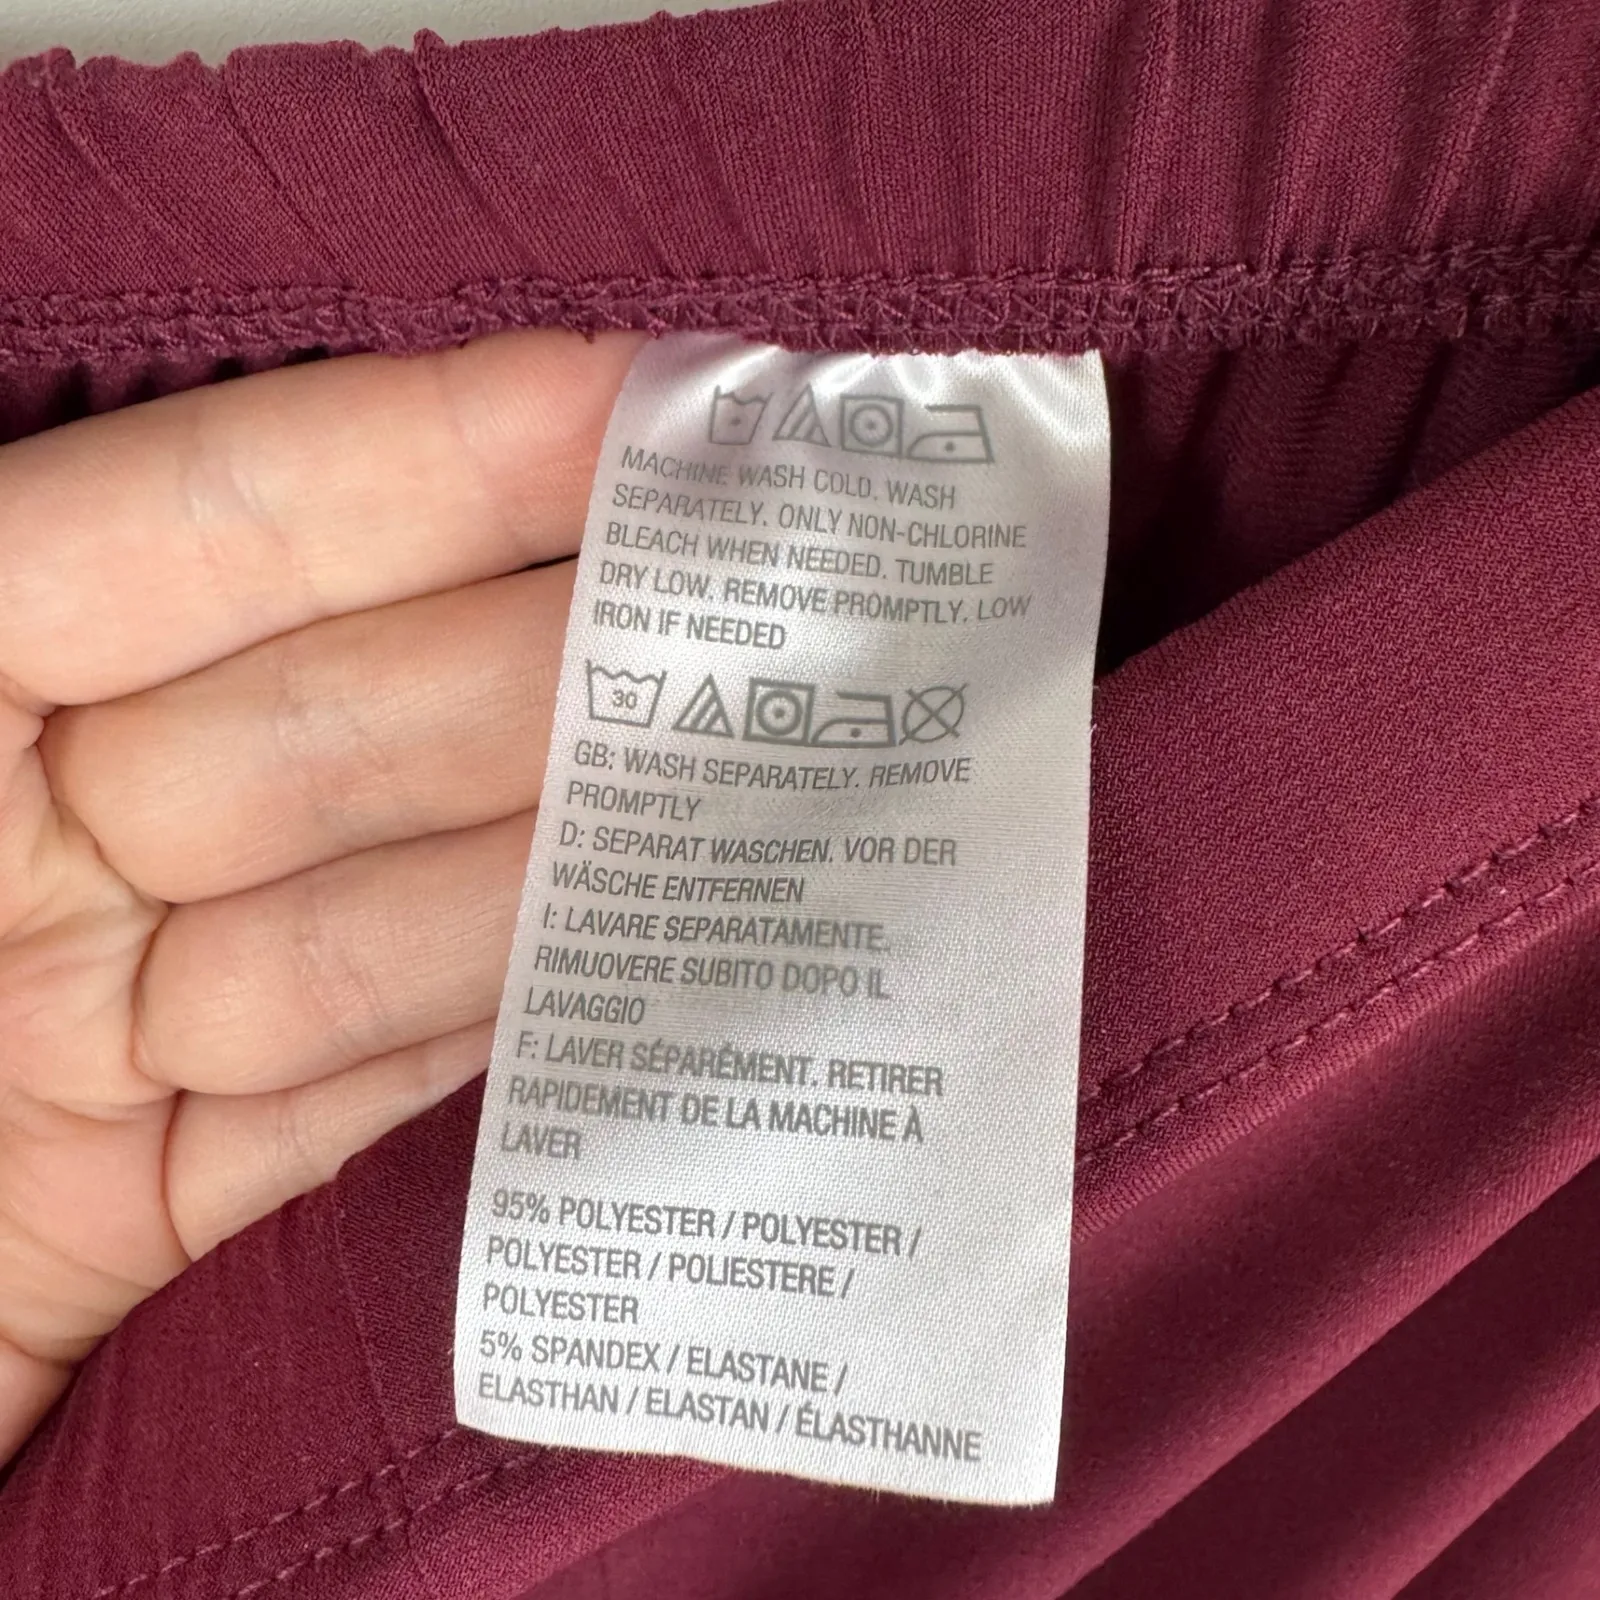 MACHINE WASH COLD. WASH
SEPARATELY. ONLY NON-CHLORINE
BLEACH WHEN NEEDED. TUMBLE
DRY LOW. REMOVE PROMPTLY. LOW
IRON IF NEEDED
30
GB: WASH SEPARATELY. REMOVE
PROMPTLY
D: SEPARAT WASCHEN. VOR DER
WÄSCHE ENTFERNEN
I: LAVARE SEPARATAMENTE.
RIMUOVERE SUBITO DOPO IL
LAVAGGIO
F: LAVER SÉPARÉMENT. RETIRER
RAPIDEMENT DE LA MACHINE À
LAVER
95% POLYESTER / POLYESTER /
POLYESTER / POLIESTERE /
POLYESTER
5% SPANDEX / ELASTANE /
ELASTHAN / ELASTAN / ÉLASTHANNE